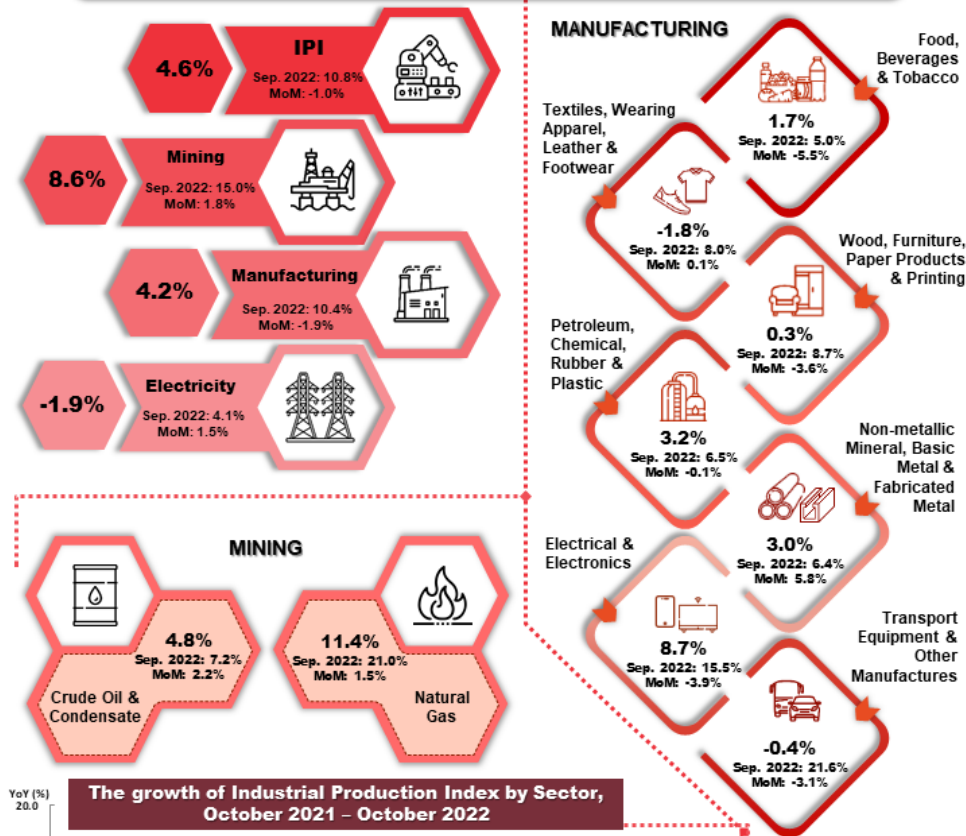 4.6%
IPI
Sep. 2022: 10.8%
MoM: -1.0%
8.6%
Mining
Sep. 2022: 15.0%
MoM: 1.8%
4.2%
Manufacturing
Sep. 2022: 10.4%
MoM: -1.9%
-1.9%
Electricity
Sep. 2022: 4.1%
MoM: 1.5%
MINING
4.8%
Sep. 2022: 7.2%
MoM: 2.2%
Crude Oil &
Condensate
11.4%
Sep. 2022: 21.0%
MoM: 1.5%
Natural
Gas
MANUFACTURING
Food,
Beverages
& Tobacco
1.7%
Sep. 2022: 5.0%
MoM: -5.5%
Textiles, Wearing
Apparel,
Leather &
Footwear
-1.8%
Sep. 2022: 8.0%
MoM: 0.1%
Wood, Furniture,
Paper Products
& Printing
0.3%
Sep. 2022: 8.7%
MoM: -3.6%
Petroleum,
Chemical,
Rubber &
Plastic
3.2%
Sep. 2022: 6.5%
MoM: -0.1%
Non-metallic
Mineral, Basic
Metal &
Fabricated
Metal
3.0%
Sep. 2022: 6.4%
MoM: 5.8%
Electrical &
Electronics
8.7%
Sep. 2022: 15.5%
MoM: -3.9%
Transport
Equipment &
Other
Manufactures
-0.4%
Sep. 2022: 21.6%
MoM: -3.1%
The growth of Industrial Production Index by Sector,
October 2021 – October 2022
YoY (%)
20.0